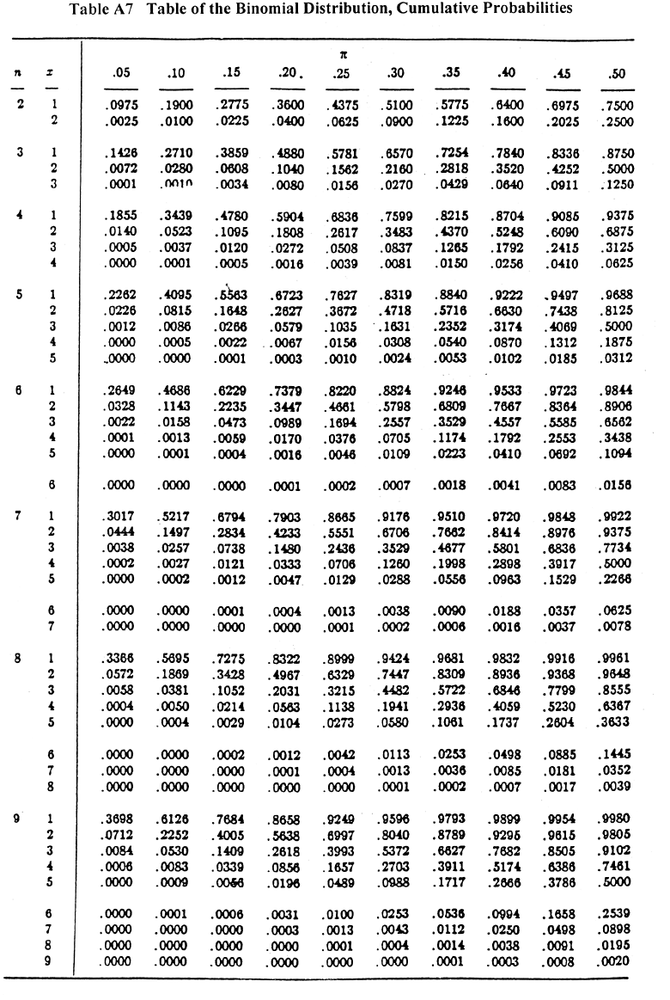 Table A7 Table of the Binomial Distribution, Cumulative Probabilities
π
n x .05 .10 .15 .20. .25 .30 .35 .40 .45 .50
2 1 .0975 .1900 .2775 .3600 .4375 .5100 .5775 .6400 .6975 .7500
2 .0025 .0100 .0225 .0400 .0625 .0900 .1225 .1600 .2025 .2500
3 1 .1426 .2710 .3859 .4880 .5781 .6570 .7254 .7840 .8336 .8750
2 .0072 .0280 .0608 .1040 .1562 .2160 .2818 .3520 .4252 .5000
3 .0001 .0010 .0034 .0080 .0156 .0270 .0429 .0640 .0911 .1250
4 1 .1855 .3439 .4780 .5904 .6836 .7599 .8215 .8704 .9085 .9375
2 .0140 .0523 .1095 .1808 .2617 .3483 .4370 .5248 .6090 .6875
3 .0005 .0037 .0120 .0272 .0508 .0837 .1265 .1792 .2415 .3125
4 .0000 .0001 .0005 .0016 .0039 .0081 .0150 .0256 .0410 .0625
5 1 .2262 .4095 .5563 .6723 .7627 .8319 .8840 .9222 .9497 .9688
2 .0226 .0815 .1648 .2627 .3672 .4718 .5716 .6630 .7438 .8125
3 .0012 .0086 .0266 .0579 .1035 .1631 .2352 .3174 .4069 .5000
4 .0000 .0005 .0022 .0067 .0156 .0308 .0540 .0870 .1312 .1875
5 .0000 .0000 .0001 .0003 .0010 .0024 .0053 .0102 .0185 .0312
6 1 .2649 .4686 .6229 .7379 .8220 .8824 .9246 .9533 .9723 .9844
2 .0328 .1143 .2235 .3447 .4661 .5798 .6809 .7667 .8364 .8906
3 .0022 .0158 .0473 .0989 .1694 .2557 .3529 .4557 .5585 .6562
4 .0001 .0013 .0059 .0170 .0376 .0705 .1174 .1792 .2553 .3438
5 .0000 .0001 .0004 .0016 .0046 .0109 .0223 .0410 .0692 .1094
6 .0000 .0000 .0000 .0001 .0002 .0007 .0018 .0041 .0083 .0156
7 1 .3017 .5217 .6794 .7903 .8665 .9176 .9510 .9720 .9848 .9922
2 .0444 .1497 .2834 .4233 .5551 .6706 .7662 .8414 .8976 .9375
3 .0038 .0257 .0738 .1480 .2436 .3529 .4677 .5801 .6836 .7734
4 .0002 .0027 .0121 .0333 .0706 .1260 .1998 .2898 .3917 .5000
5 .0000 .0002 .0012 .0047 .0129 .0288 .0556 .0963 .1529 .2266
6 .0000 .0000 .0001 .0004 .0013 .0038 .0090 .0188 .0357 .0625
7 .0000 .0000 .0000 .0000 .0001 .0002 .0006 .0016 .0037 .0078
8 1 .3366 .5695 .7275 .8322 .8999 .9424 .9681 .9832 .9916 .9961
2 .0572 .1869 .3428 .4967 .6329 .7447 .8309 .8936 .9368 .9648
3 .0058 .0381 .1052 .2031 .3215 .4482 .5722 .6846 .7799 .8555
4 .0004 .0050 .0214 .0563 .1138 .1941 .2936 .4059 .5230 .6367
5 .0000 .0004 .0029 .0104 .0273 .0580 .1061 .1737 .2604 .3633
6 .0000 .0000 .0002 .0012 .0042 .0113 .0253 .0498 .0885 .1445
7 .0000 .0000 .0000 .0001 .0004 .0013 .0036 .0085 .0181 .0352
8 .0000 .0000 .0000 .0000 .0000 .0001 .0002 .0007 .0017 .0039
9 1 .3698 .6126 .7684 .8658 .9249 .9596 .9793 .9899 .9954 .9980
2 .0712 .2252 .4005 .5638 .6997 .8040 .8789 .9295 .9615 .9805
3 .0084 .0530 .1409 .2618 .3993 .5372 .6627 .7682 .8505 .9102
4 .0006 .0083 .0339 .0856 .1657 .2703 .3911 .5174 .6386 .7461
5 .0000 .0009 .0056 .0196 .0489 .0988 .1717 .2666 .3786 .5000
6 .0000 .0001 .0006 .0031 .0100 .0253 .0536 .0994 .1658 .2539
7 .0000 .0000 .0000 .0003 .0013 .0043 .0112 .0250 .0498 .0898
8 .0000 .0000 .0000 .0000 .0001 .0004 .0014 .0038 .0091 .0195
9 .0000 .0000 .0000 .0000 .0000 .0000 .0001 .0003 .0008 .0020